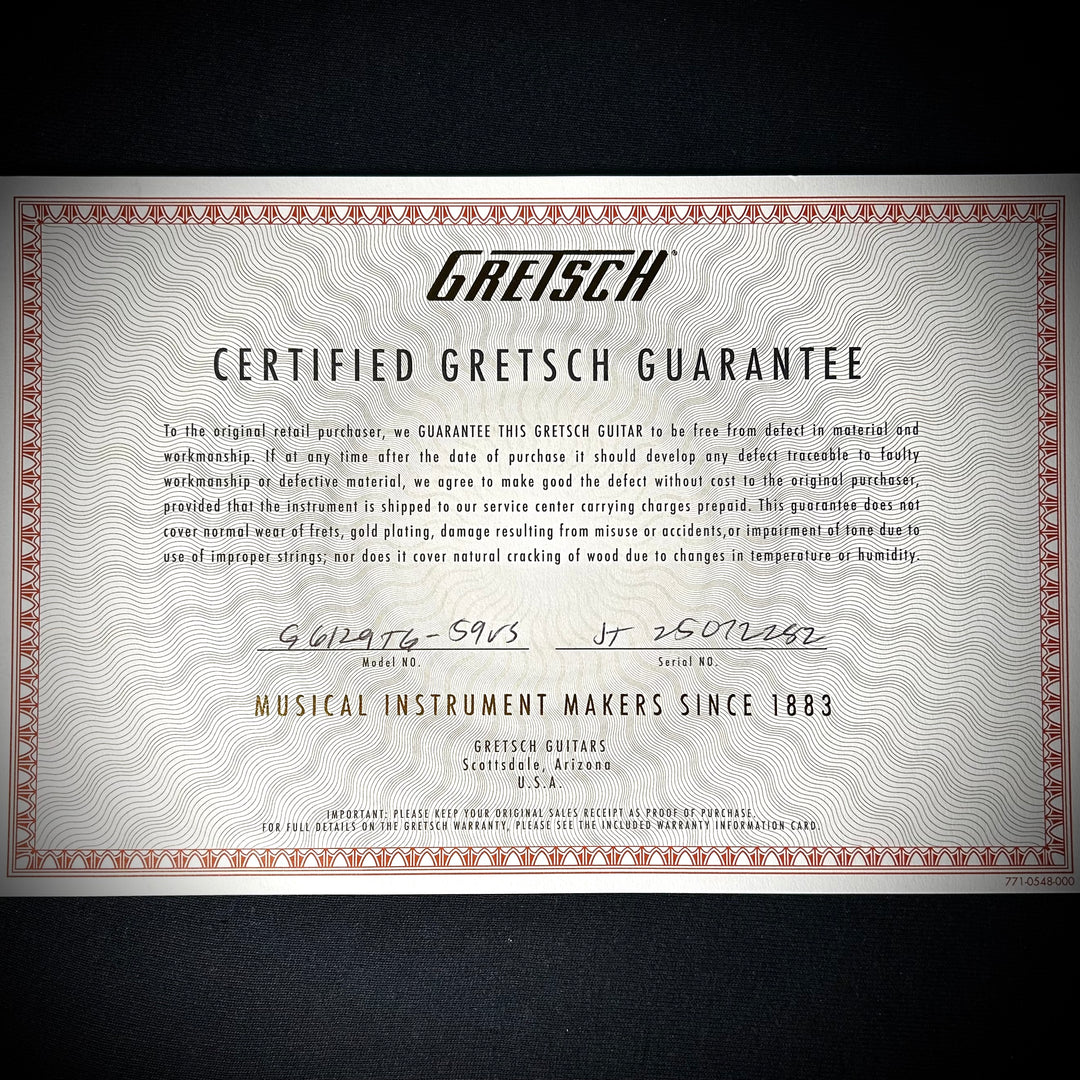 GRETSCH®
CERTIFIED GRETSCH GUARANTEE
To the original retail purchaser, we GUARANTEE THIS GRETSCH GUITAR to be free from defect in material and
workmanship. If at any time after the date of purchase it should develop any defect traceable to faulty
workmanship or defective material, we agree to make good the defect without cost to the original purchaser,
provided that the instrument is shipped to our service center carrying charges prepaid. This guarantee does not
cover normal wear of frets, gold plating, damage resulting from misuse or accidents,or impairment of tone due to
use of improper strings; nor does it cover natural cracking of wood due to changes in temperature or humidity.
G6129TG-59VS JT 25072252
Model NO. Serial NO.
MUSICAL INSTRUMENT MAKERS SINCE 1883
GRETSCH GUITARS
Scottsdale, Arizona
U.S.A.
IMPORTANT: PLEASE KEEP YOUR ORIGINAL SALES RECEIPT AS PROOF OF PURCHASE.
FOR FULL DETAILS ON THE GRETSCH WARRANTY, PLEASE SEE THE INCLUDED WARRANTY INFORMATION CARD.
771-0548-000